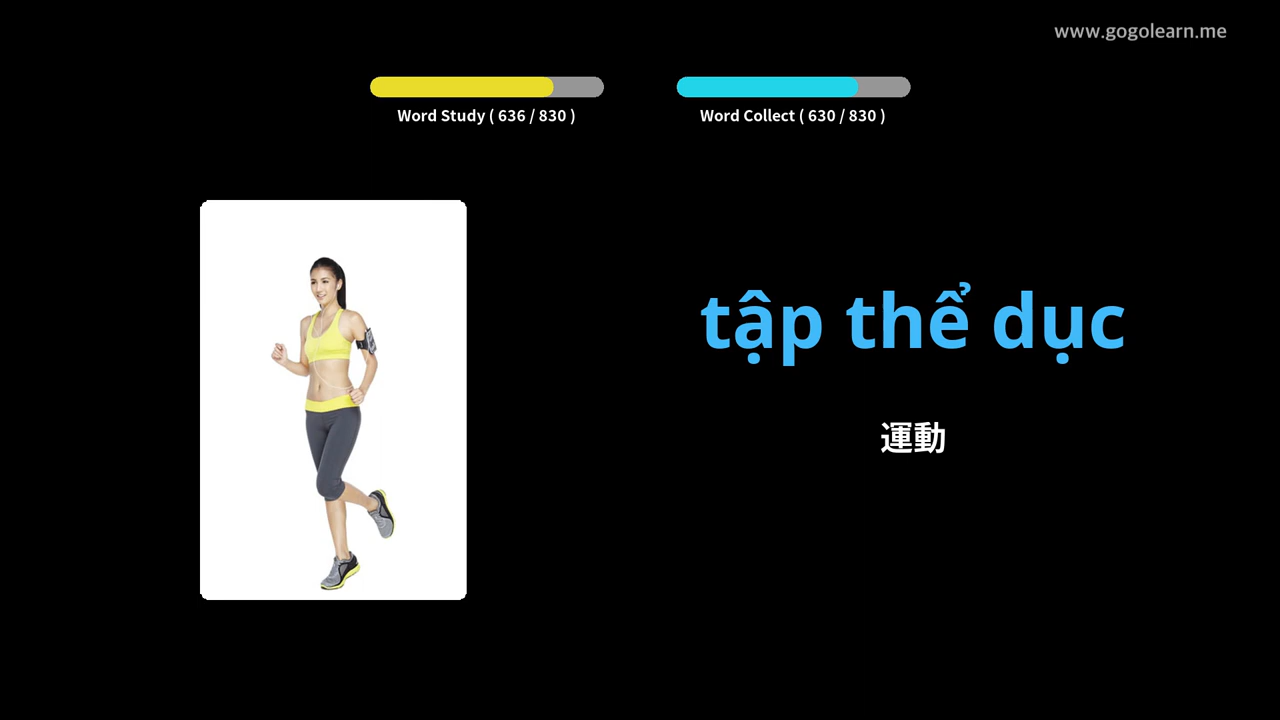 www.gogolearn.me
Word Study ( 636 / 830 )
Word Collect ( 630 / 830 )
tập thể dục
運動